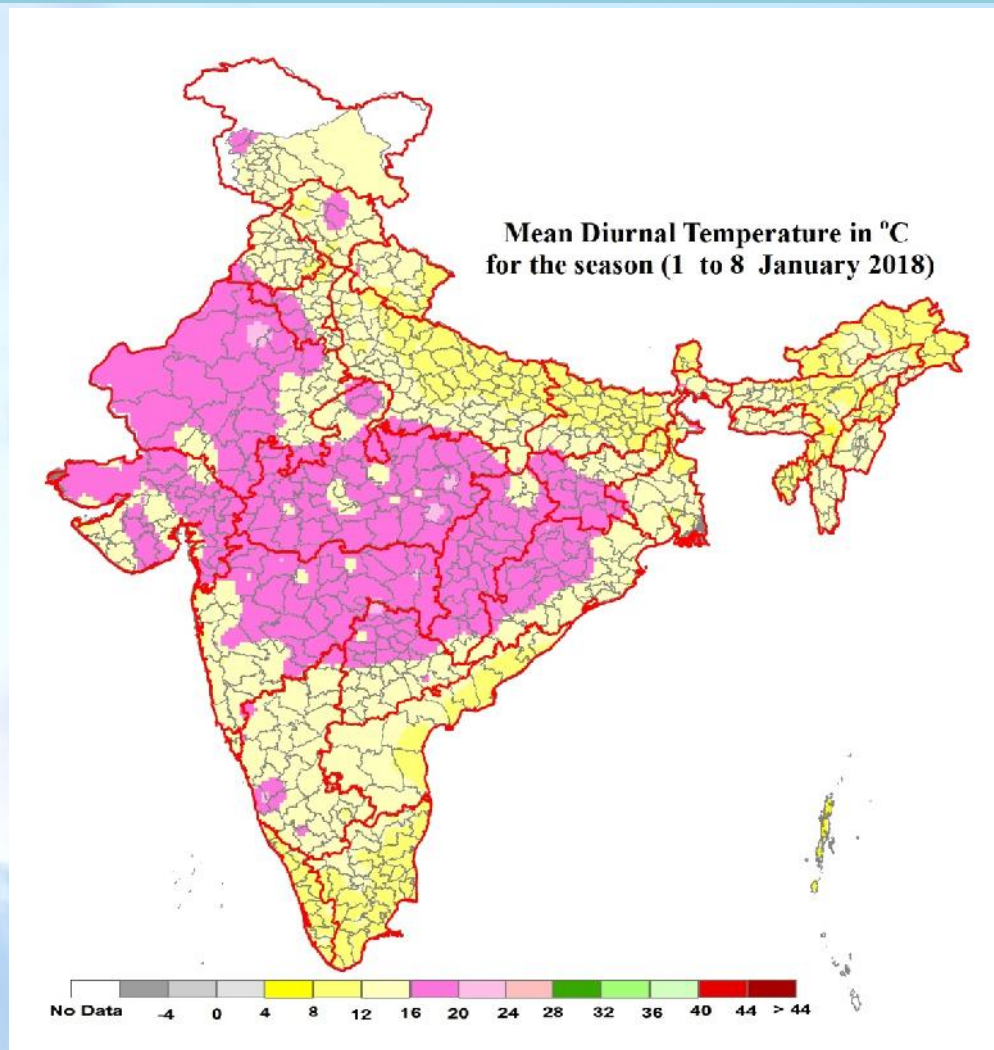 Mean Diurnal Temperature in °C
for the season (1 to 8 January 2018)
No Data -4 0 4 8 12 16 20 24 28 32 36 40 44 > 44